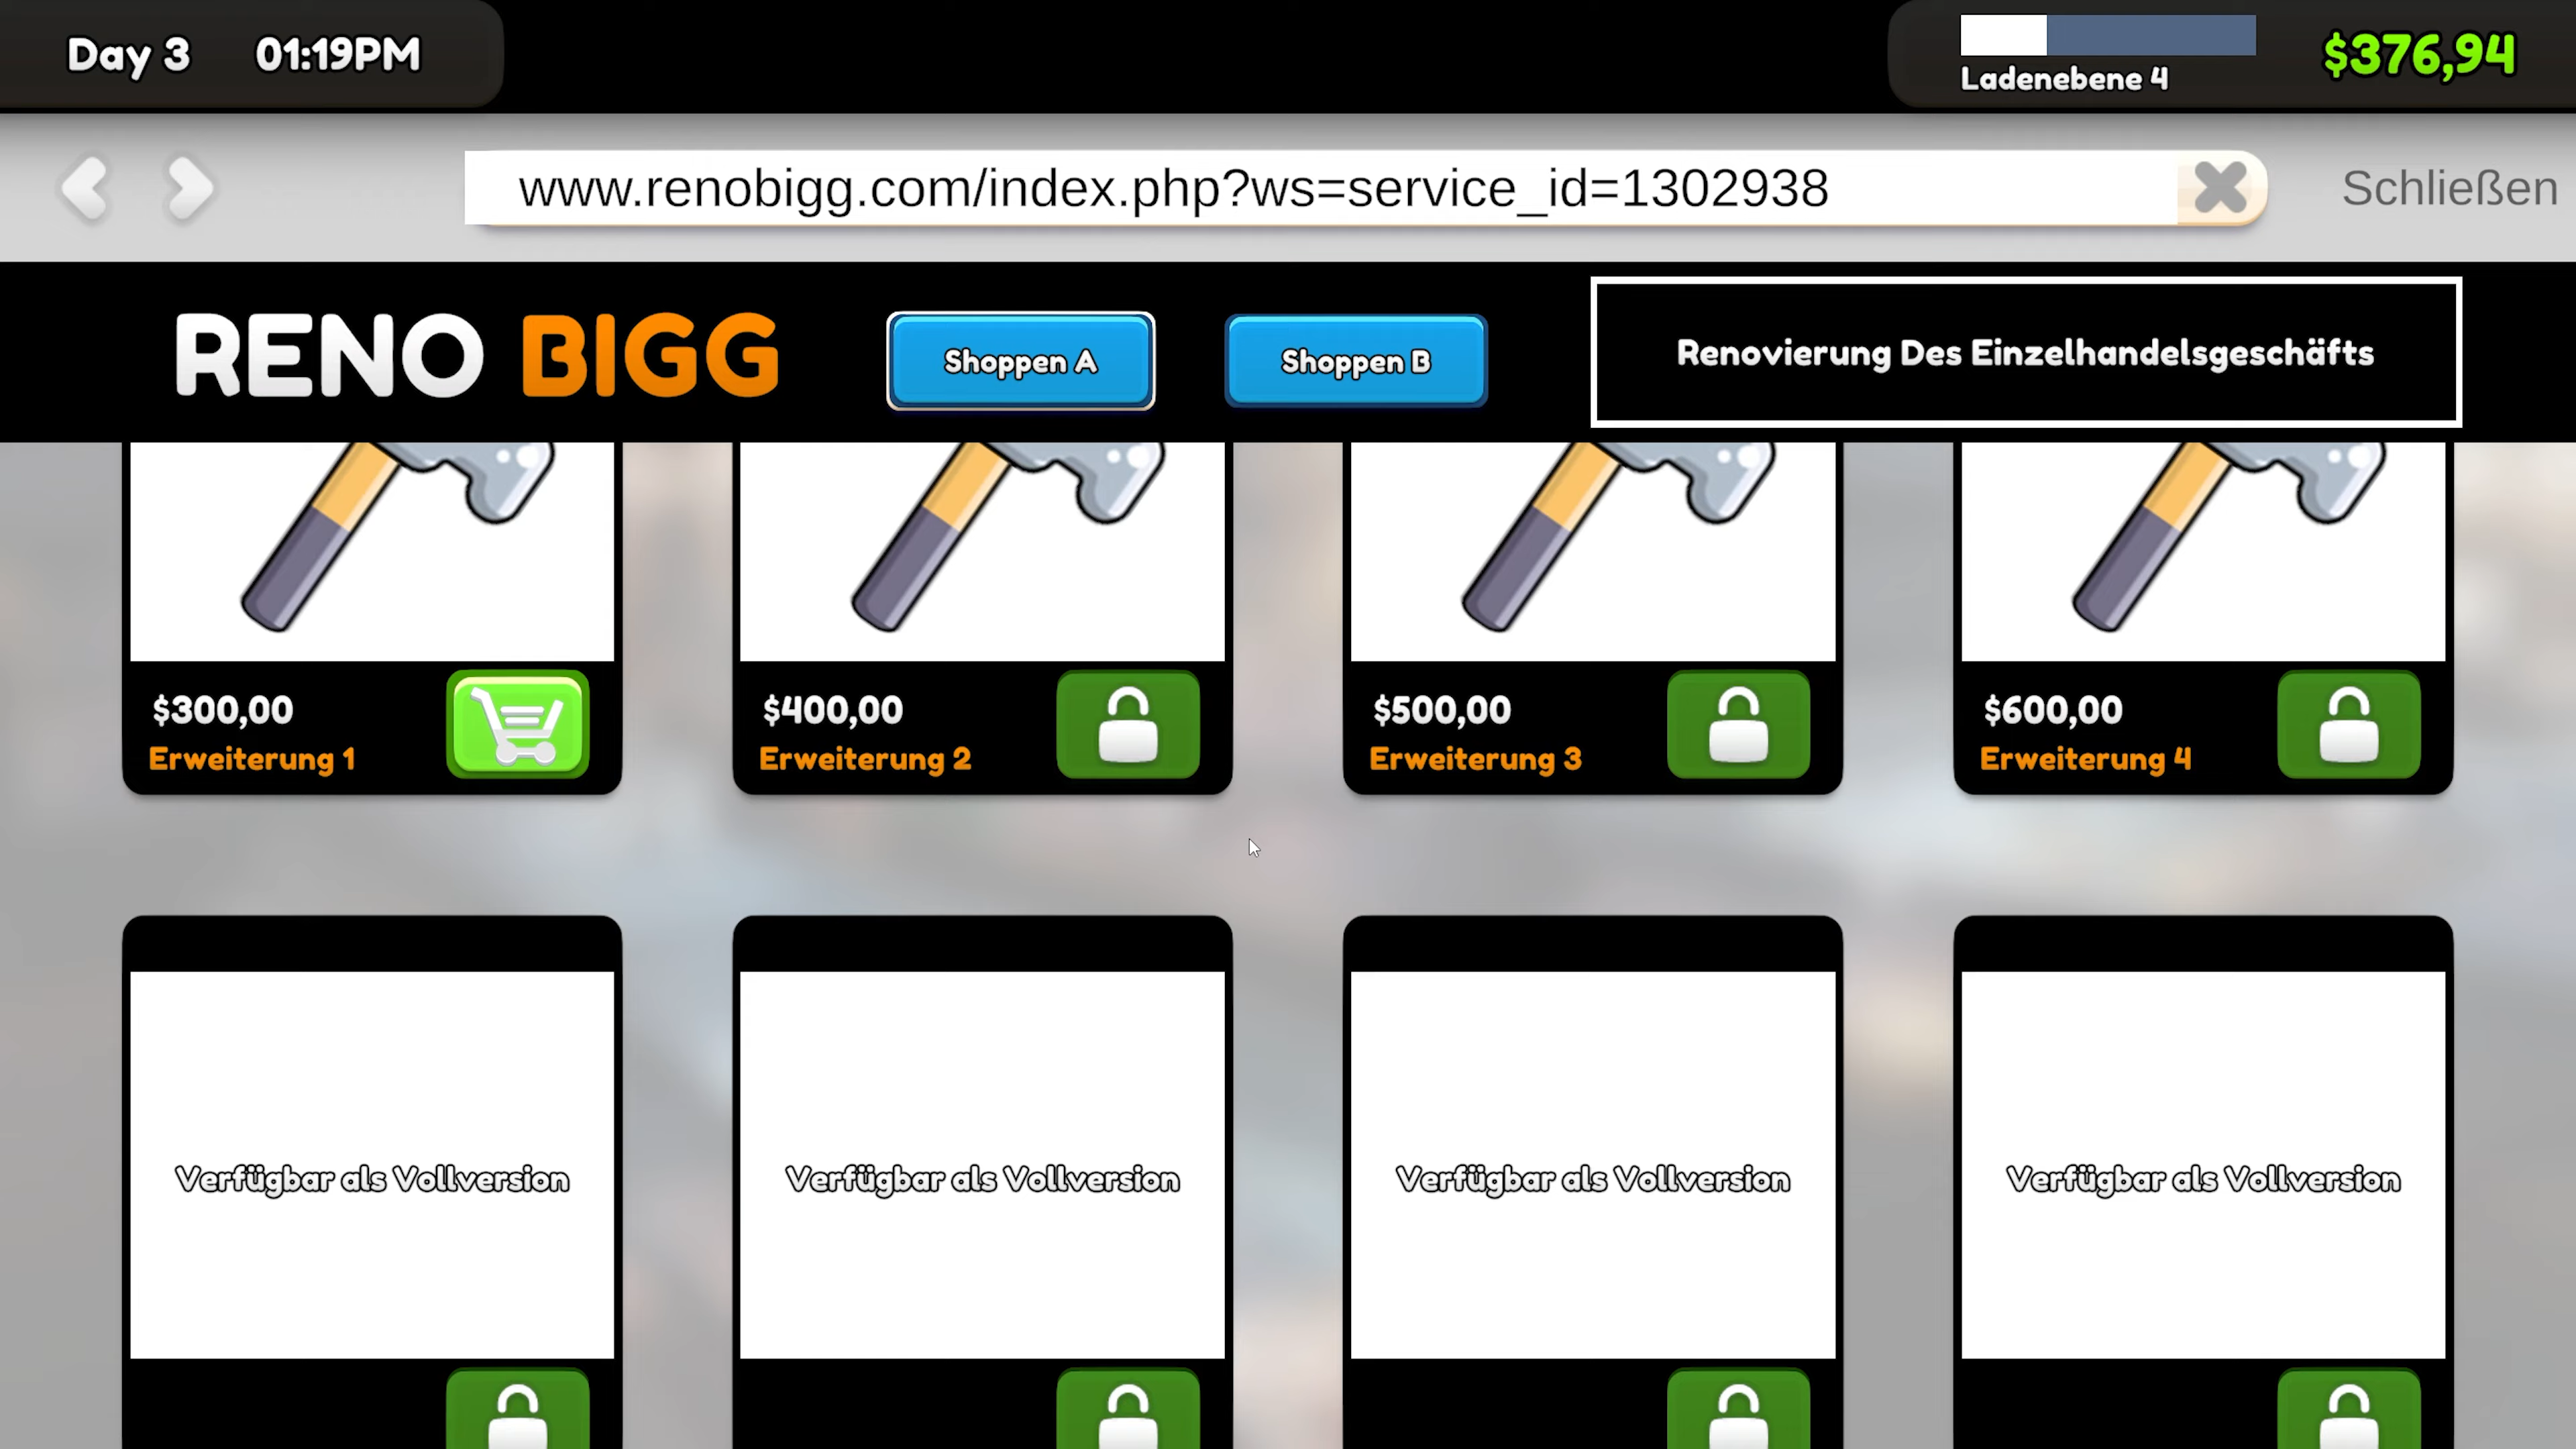 Day 3 01:19PM
$376,94
Ladenebene 4
www.renobigg.com/index.php?ws=service_id=1302938
Schließen
RENO BIGG
Shoppen A
Shoppen B
Renovierung Des Einzelhandelsgeschäfts
$300,00
Erweiterung 1
$400,00
Erweiterung 2
$500,00
Erweiterung 3
$600,00
Erweiterung 4
Verfügbar als Vollversion
Verfügbar als Vollversion
Verfügbar als Vollversion
Verfügbar als Vollversion